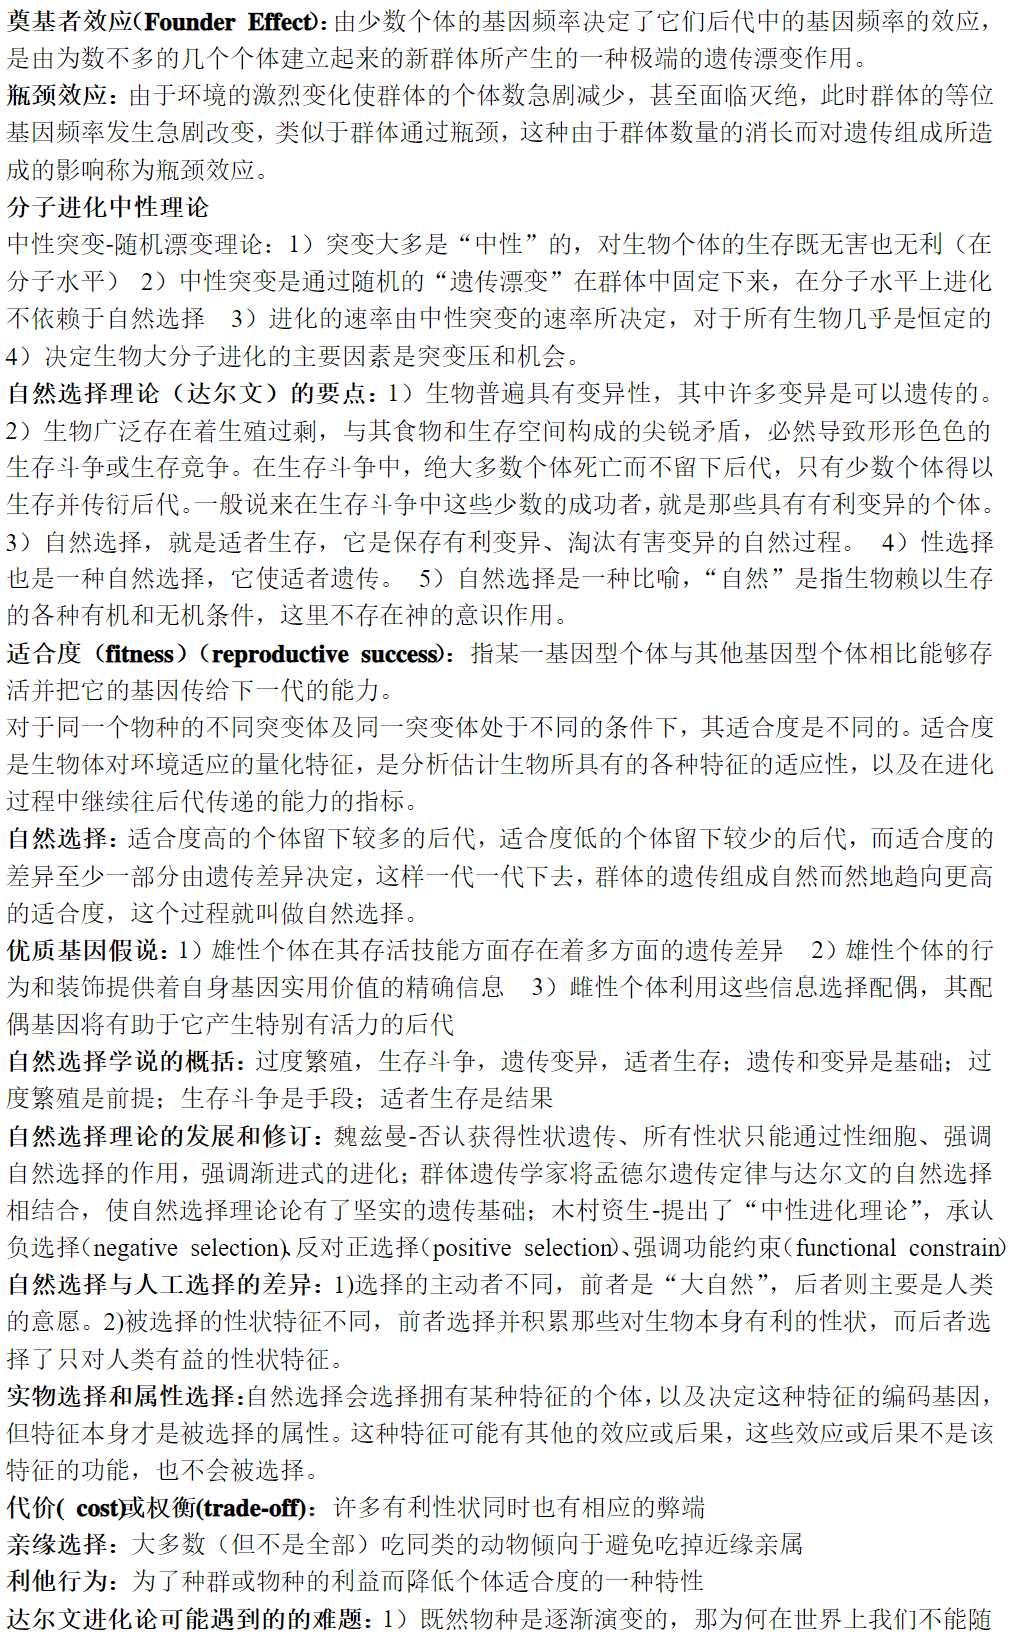 奠基者效应(Founder Effect)：由少数个体的基因频率决定了它们后代中的基因频率的效应，
是由为数不多的几个个体建立起来的新群体所产生的一种极端的遗传漂变作用。
瓶颈效应：由于环境的激烈变化使群体的个体数急剧减少，甚至面临灭绝，此时群体的等位
基因频率发生急剧改变，类似于群体通过瓶颈，这种由于群体数量的消长而对遗传组成所造
成的影响称为瓶颈效应。
分子进化中性理论
中性突变-随机漂变理论：1）突变大多是“中性”的，对生物个体的生存既无害也无利（在
分子水平） 2）中性突变是通过随机的“遗传漂变”在群体中固定下来，在分子水平上进化
不依赖于自然选择 3）进化的速率由中性突变的速率所决定，对于所有生物几乎是恒定的
4）决定生物大分子进化的主要因素是突变压和机会。
自然选择理论（达尔文）的要点：1）生物普遍具有变异性，其中许多变异是可以遗传的。
2）生物广泛存在着生殖过剩，与其食物和生存空间构成的尖锐矛盾，必然导致形形色色的
生存斗争或生存竞争。在生存斗争中，绝大多数个体死亡而不留下后代，只有少数个体得以
生存并传衍后代。一般说来在生存斗争中这些少数的成功者，就是那些具有有利变异的个体。
3）自然选择，就是适者生存，它是保存有利变异、淘汰有害变异的自然过程。 4）性选择
也是一种自然选择，它使适者遗传。 5）自然选择是一种比喻，“自然”是指生物赖以生存
的各种有机和无机条件，这里不存在神的意识作用。
适合度（fitness）（reproductive success)：指某一基因型个体与其他基因型个体相比能够存
活并把它的基因传给下一代的能力。
对于同一个物种的不同突变体及同一突变体处于不同的条件下，其适合度是不同的。适合度
是生物体对环境适应的量化特征，是分析估计生物所具有的各种特征的适应性，以及在进化
过程中继续往后代传递的能力的指标。
自然选择：适合度高的个体留下较多的后代，适合度低的个体留下较少的后代，而适合度的
差异至少一部分由遗传差异决定，这样一代一代下去，群体的遗传组成自然而然地趋向更高
的适合度，这个过程就叫做自然选择。
优质基因假说：1）雄性个体在其存活技能方面存在着多方面的遗传差异 2）雄性个体的行
为和装饰提供着自身基因实用价值的精确信息 3）雌性个体利用这些信息选择配偶，其配
偶基因将有助于它产生特别有活力的后代
自然选择学说的概括：过度繁殖，生存斗争，遗传变异，适者生存；遗传和变异是基础；过
度繁殖是前提；生存斗争是手段；适者生存是结果
自然选择理论的发展和修订：魏兹曼-否认获得性状遗传、所有性状只能通过性细胞、强调
自然选择的作用，强调渐进式的进化；群体遗传学家将孟德尔遗传定律与达尔文的自然选择
相结合，使自然选择理论论有了坚实的遗传基础；木村资生-提出了“中性进化理论”，承认
负选择(negative selection)、反对正选择(positive selection)、强调功能约束(functional constrain)
自然选择与人工选择的差异：1)选择的主动者不同，前者是“大自然”，后者则主要是人类
的意愿。2)被选择的性状特征不同，前者选择并积累那些对生物本身有利的性状，而后者选
择了只对人类有益的性状特征。
实物选择和属性选择:自然选择会选择拥有某种特征的个体，以及决定这种特征的编码基因，
但特征本身才是被选择的属性。这种特征可能有其他的效应或后果，这些效应或后果不是该
特征的功能，也不会被选择。
代价( cost)或权衡(trade-off)：许多有利性状同时也有相应的弊端
亲缘选择：大多数（但不是全部）吃同类的动物倾向于避免吃掉近缘亲属
利他行为：为了种群或物种的利益而降低个体适合度的一种特性
达尔文进化论可能遇到的的难题：1）既然物种是逐渐演变的，那为何在世界上我们不能随